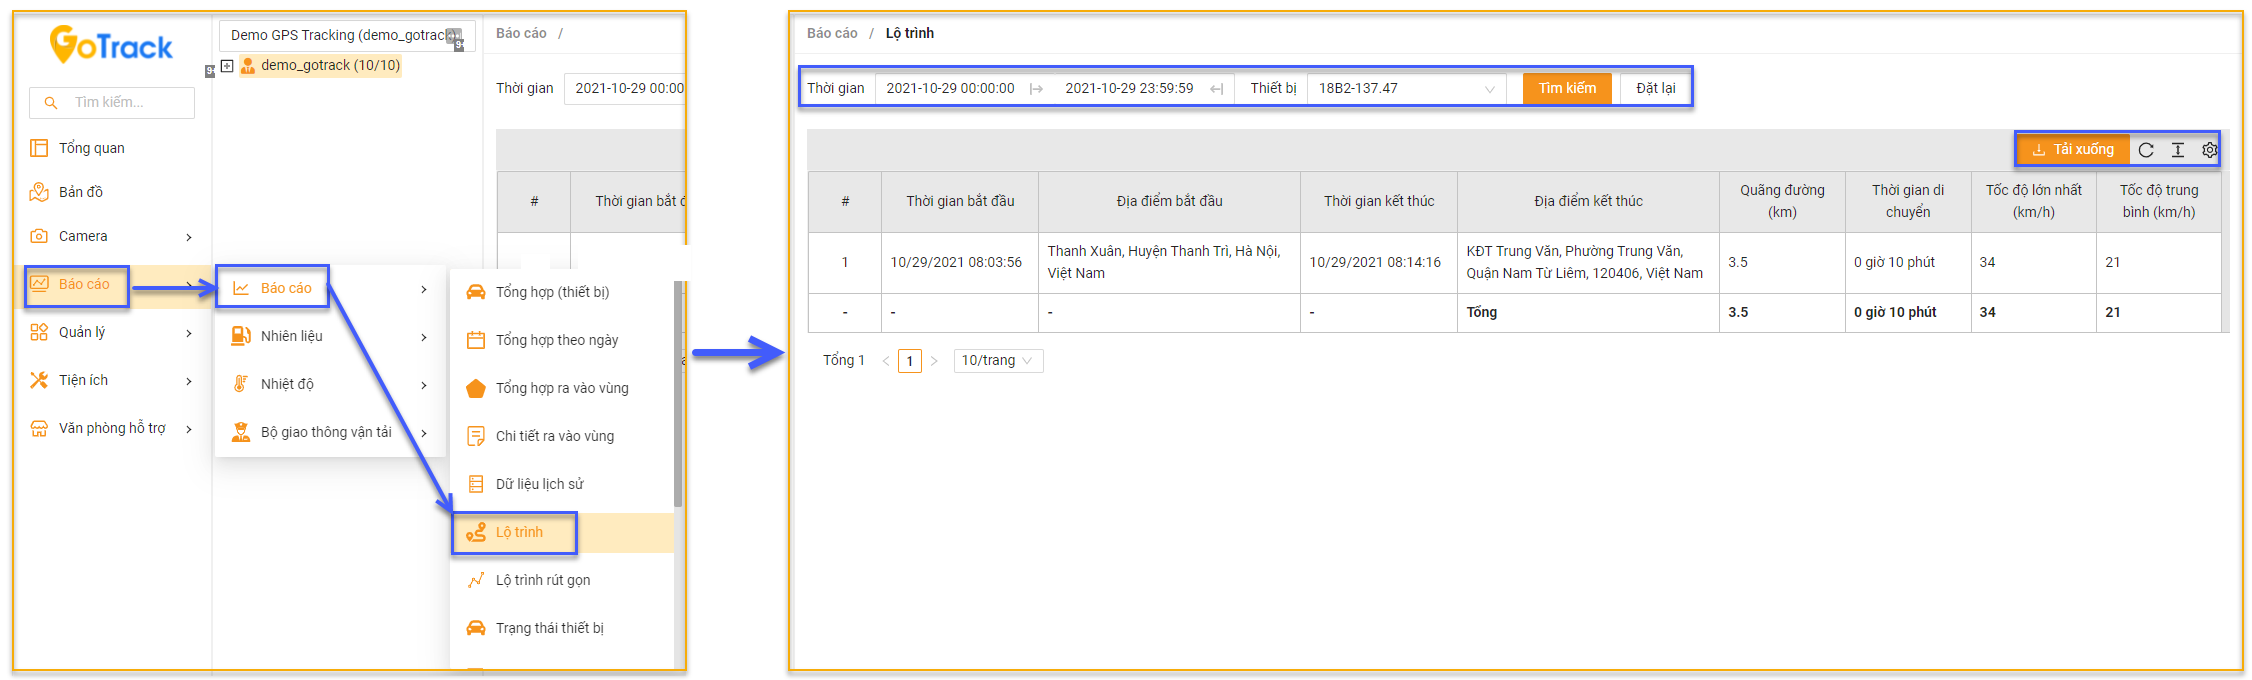 GoTrack
Tìm kiếm...
Tổng quan
Bản đồ
Camera
Báo cáo
Quản lý
Tiện ích
Văn phòng hỗ trợ
Demo GPS Tracking (demo_gotrack
demo_gotrack (10/10)
Báo cáo
Nhiên liệu
Nhiệt độ
Bộ giao thông vận tải
Báo cáo /
Thời gian 2021-10-29 00:00
# Thời gian bắt đ
Tổng hợp (thiết bị)
Tổng hợp theo ngày
Tổng hợp ra vào vùng
Chi tiết ra vào vùng
Dữ liệu lịch sử
Lộ trình
Lộ trình rút gọn
Trạng thái thiết bị
Báo cáo / Lộ trình
Thời gian 2021-10-29 00:00:00 2021-10-29 23:59:59 Thiết bị 18B2-137.47 Tìm kiếm Đặt lại
Tải xuống
# Thời gian bắt đầu Địa điểm bắt đầu Thời gian kết thúc Địa điểm kết thúc Quãng đường (km) Thời gian di chuyển Tốc độ lớn nhất (km/h) Tốc độ trung bình (km/h)
1 10/29/2021 08:03:56 Thanh Xuân, Huyện Thanh Trì, Hà Nội, Việt Nam 10/29/2021 08:14:16 KĐT Trung Văn, Phường Trung Văn, Quận Nam Từ Liêm, 120406, Việt Nam 3.5 0 giờ 10 phút 34 21
- - - - Tổng 3.5 0 giờ 10 phút 34 21
Tổng 1 < 1 > 10/trang